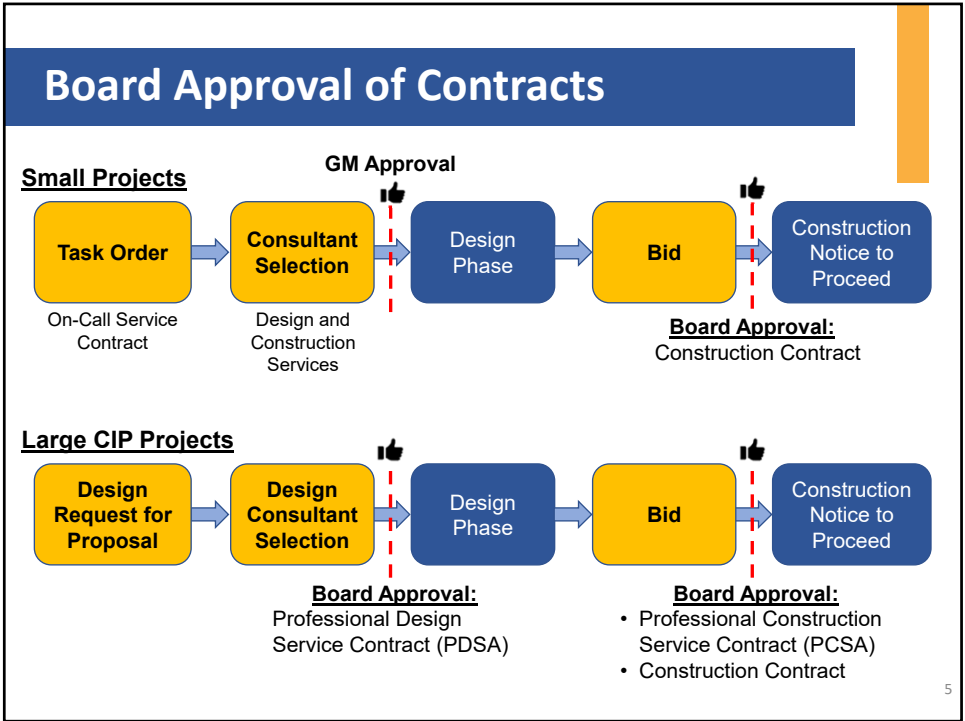 Board Approval of Contracts
Small Projects
GM Approval
Task Order
Consultant
Selection
Design
Phase
Bid
Construction
Notice to
Proceed
On-Call Service
Contract
Design and
Construction
Services
Board Approval:
Construction Contract
Large CIP Projects
Design
Request for
Proposal
Design
Consultant
Selection
Design
Phase
Bid
Construction
Notice to
Proceed
Board Approval:
Professional Design
Service Contract (PDSA)
Board Approval:
• Professional Construction
Service Contract (PCSA)
• Construction Contract
5